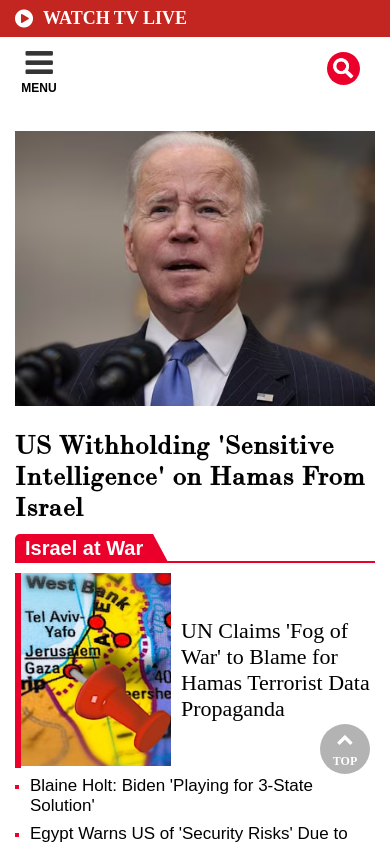 WATCH TV LIVE
MENU
US Withholding 'Sensitive
Intelligence' on Hamas From
Israel
Israel at War
West Bank
Tel Aviv-
Yafo
Jerusalem
Gaza
UN Claims 'Fog of
War' to Blame for
Hamas Terrorist Data
Propaganda
TOP
Blaine Holt: Biden 'Playing for 3-State
Solution'
Egypt Warns US of 'Security Risks' Due to